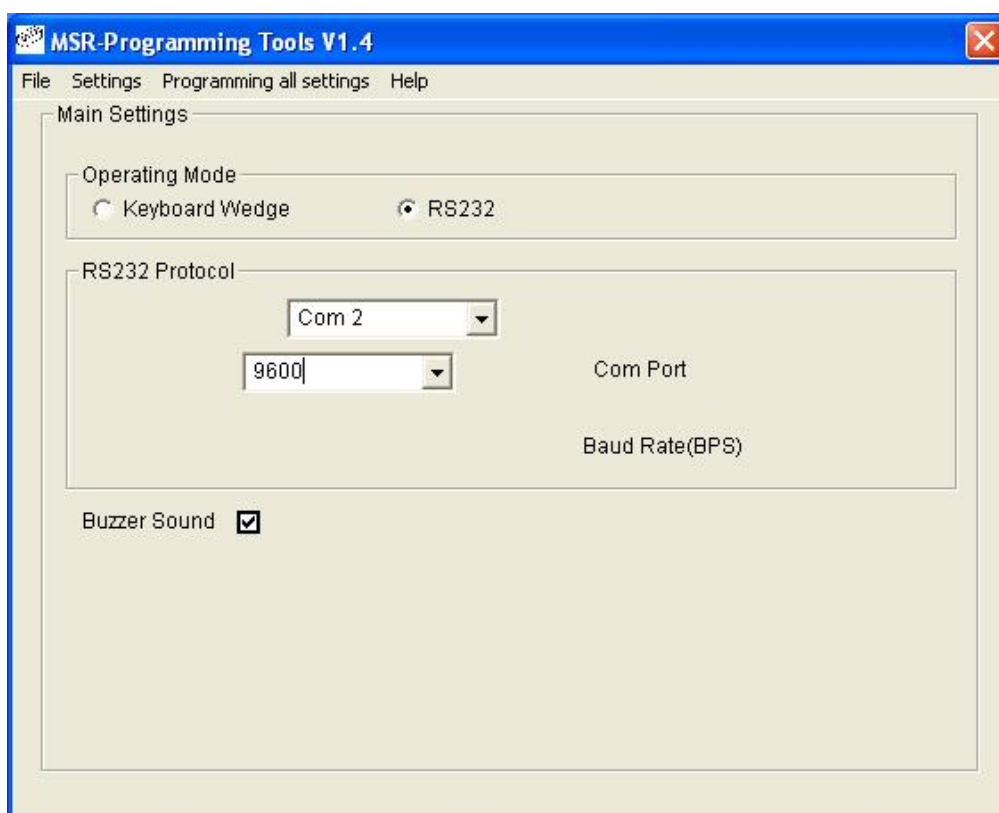 MSR-Programming Tools V1.4
File Settings Programming all settings Help
Main Settings
Operating Mode
Keyboard Wedge RS232
RS232 Protocol
Com 2
9600 Com Port
Baud Rate(BPS)
Buzzer Sound